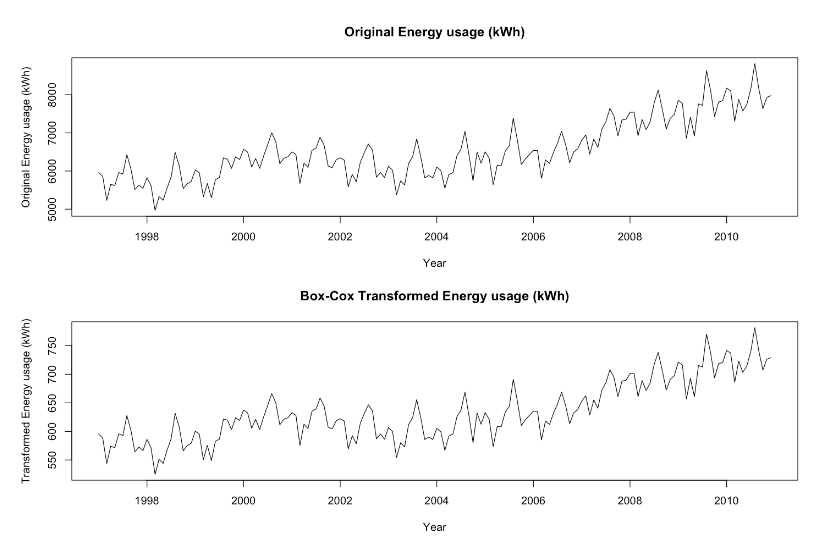 Original Energy usage (kWh)
Original Energy usage (kWh)
8000
7000
6000
5000
1998 2000 2002 2004 2006 2008 2010
Year
Box-Cox Transformed Energy usage (kWh)
Transformed Energy usage (kWh)
750
700
650
600
550
1998 2000 2002 2004 2006 2008 2010
Year